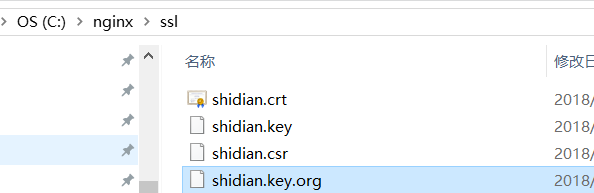 OS (C:) > nginx > ssl
名称 修改日
shidian.crt 2018/
shidian.key 2018/
shidian.csr 2018/
shidian.key.org 2018/